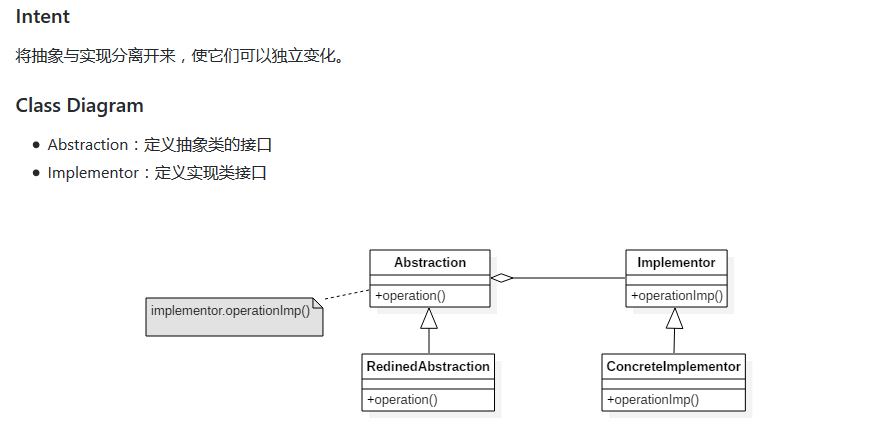 Intent
将抽象与实现分离开来，使它们可以独立变化。
Class Diagram
Abstraction：定义抽象类的接口
Implementor：定义实现类接口
Abstraction
+operation()
Implementor
+operationImp()
implementor.operationImp()
RedinedAbstraction
+operation()
ConcreteImplementor
+operationImp()